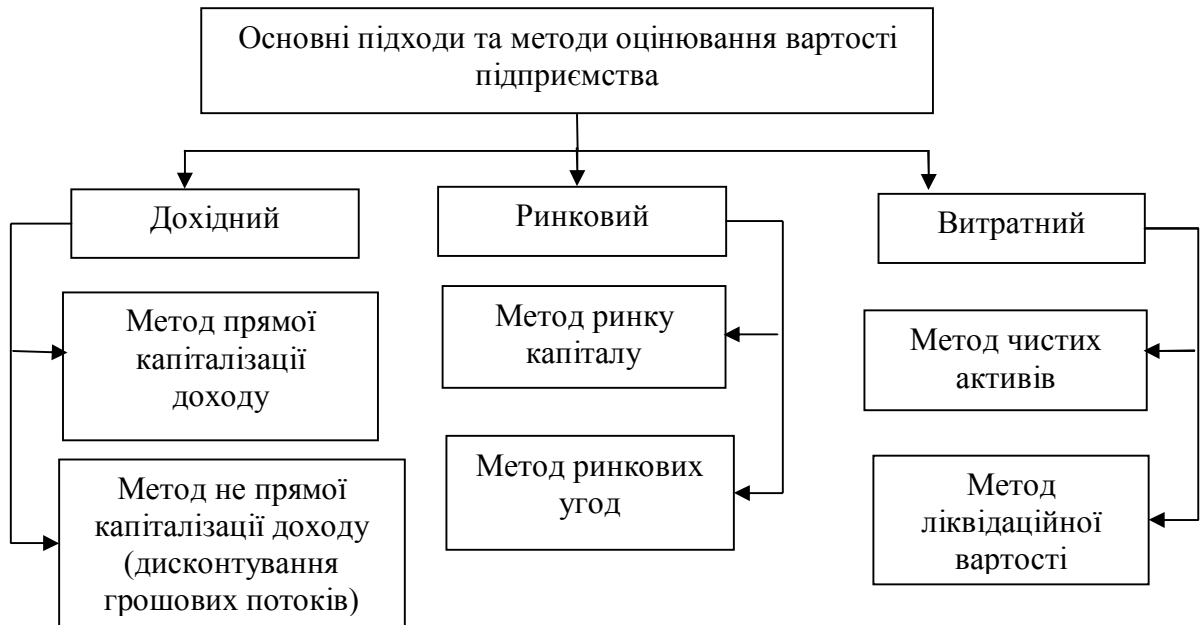 Основні підходи та методи оцінювання вартості
підприємства
Дохідний
Ринковий
Витратний
Метод прямої
капіталізації
доходу
Метод ринку
капіталу
Метод чистих
активів
Метод не прямої
капіталізації доходу
(дисконтування
грошових потоків)
Метод ринкових
угод
Метод
ліквідаційної
вартості